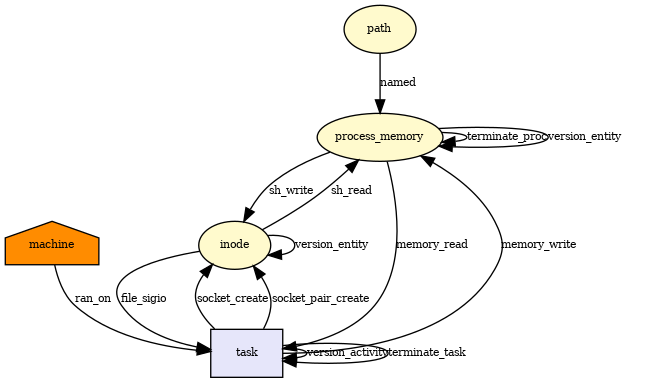 path
named
process_memory
terminate_proc
version_entity
sh_write
sh_read
machine
inode
version_entity
memory_read
memory_write
ran_on
file_sigio
socket_create
socket_pair_create
task
version_activity
terminate_task